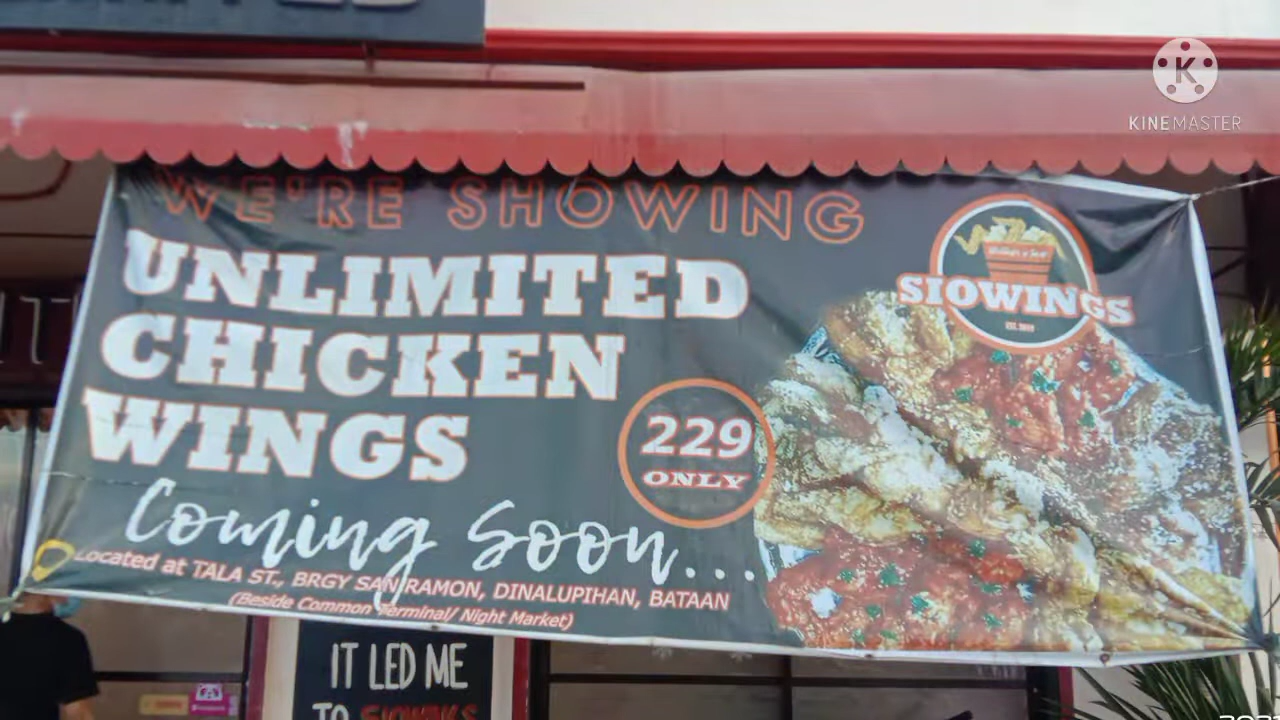 KINEMASTER
WE'RE SHOWING
UNLIMITED
CHICKEN
WINGS
229
ONLY
Coming Soon...
Located at TALA ST., BRGY SAN RAMON, DINALUPIHAN, BATAAN
(Beside Common Terminal/ Night Market)
SIOWINGS
EST. 2019
IT LED ME
TO